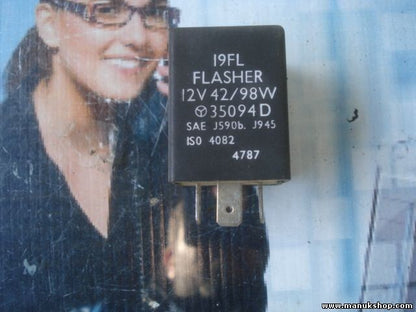 19FL
FLASHER
12V 42/98W
35094D
SAE J590b. J945
ISO 4082
4787
www.manukshop.com